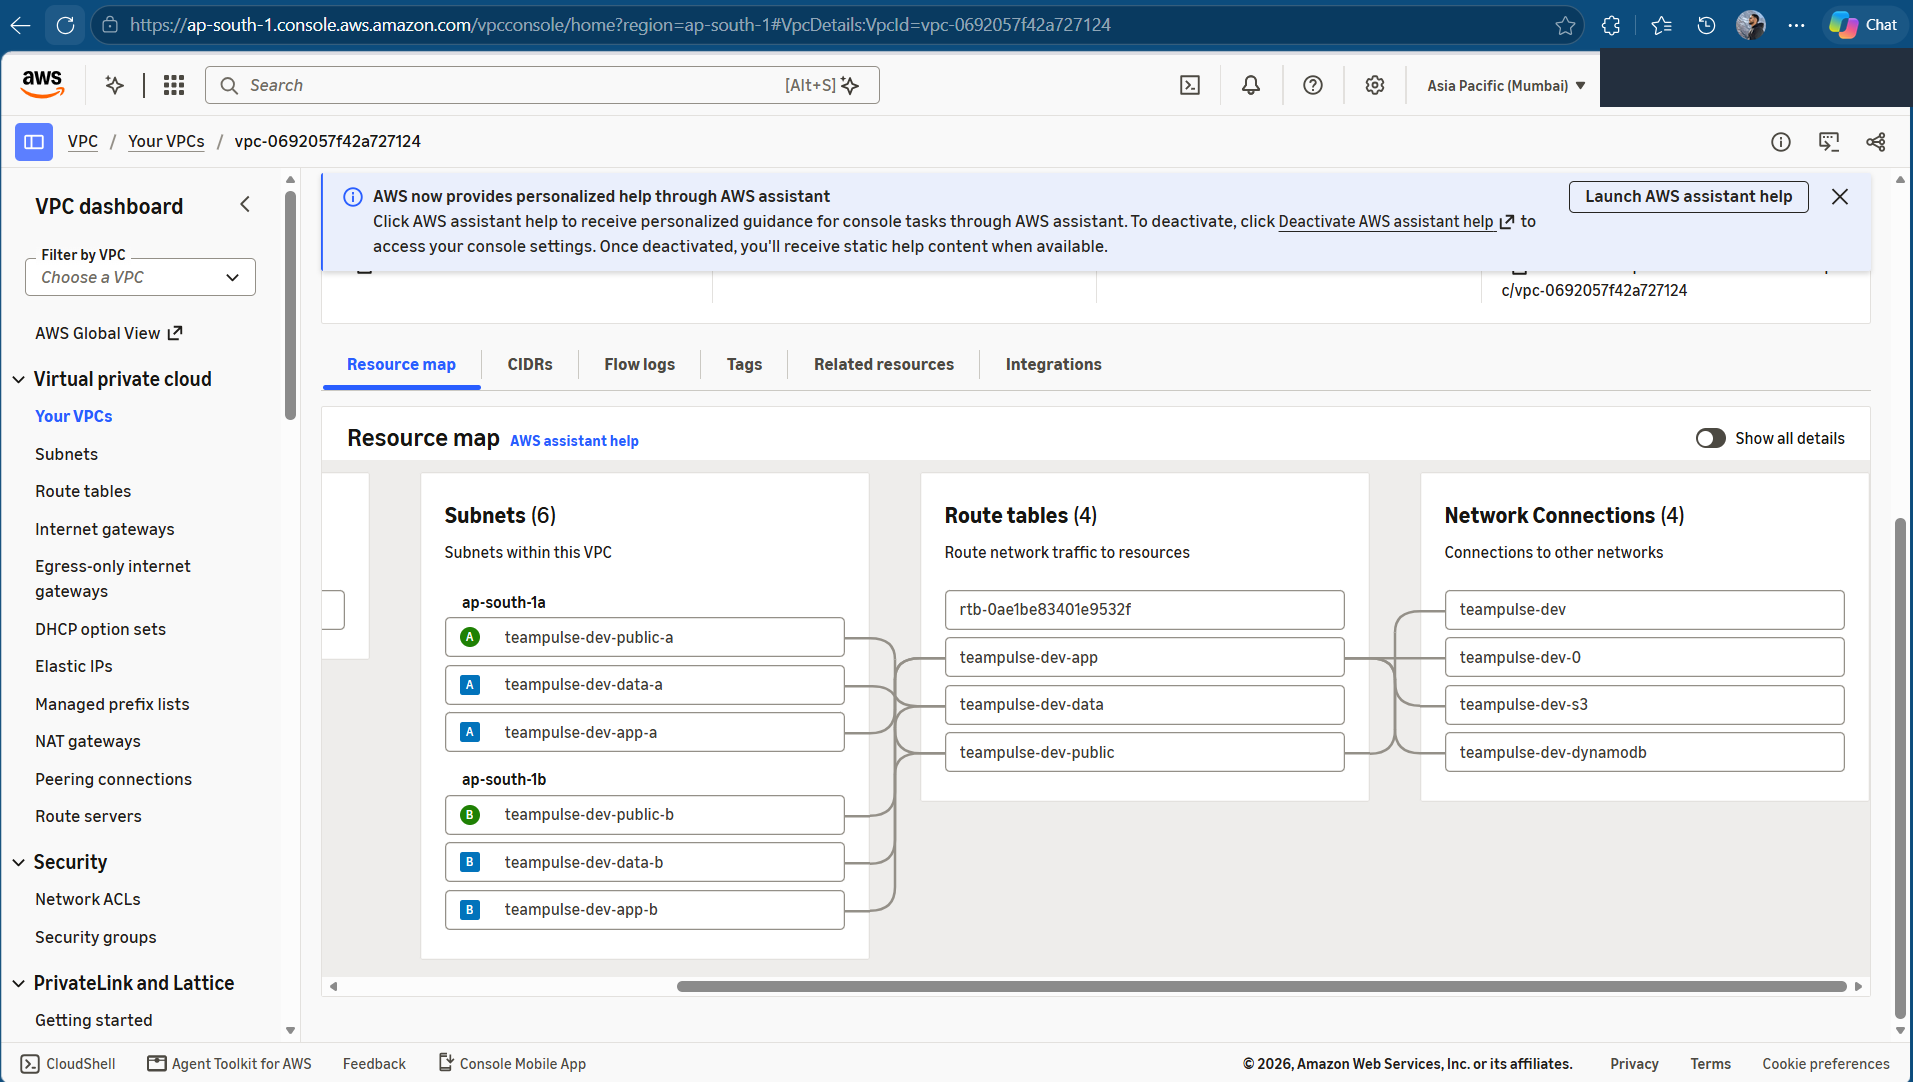 https://ap-south-1.console.aws.amazon.com/vpcconsole/home?region=ap-south-1#VpcDetails:VpcId=vpc-0692057f42a727124
Chat
aws
Search
[Alt+S]
Asia Pacific (Mumbai)
VPC / Your VPCs / vpc-0692057f42a727124
VPC dashboard
Filter by VPC
Choose a VPC
AWS Global View
Virtual private cloud
Your VPCs
Subnets
Route tables
Internet gateways
Egress-only internet
gateways
DHCP option sets
Elastic IPs
Managed prefix lists
NAT gateways
Peering connections
Route servers
Security
Network ACLs
Security groups
PrivateLink and Lattice
Getting started
AWS now provides personalized help through AWS assistant
Click AWS assistant help to receive personalized guidance for console tasks through AWS assistant. To deactivate, click Deactivate AWS assistant help to
access your console settings. Once deactivated, you'll receive static help content when available.
Launch AWS assistant help
c/vpc-0692057f42a727124
Resource map
CIDRs
Flow logs
Tags
Related resources
Integrations
Resource map AWS assistant help
Show all details
Subnets (6)
Subnets within this VPC
ap-south-1a
A teampulse-dev-public-a
A teampulse-dev-data-a
A teampulse-dev-app-a
ap-south-1b
B teampulse-dev-public-b
B teampulse-dev-data-b
B teampulse-dev-app-b
Route tables (4)
Route network traffic to resources
rtb-0ae1be83401e9532f
teampulse-dev-app
teampulse-dev-data
teampulse-dev-public
Network Connections (4)
Connections to other networks
teampulse-dev
teampulse-dev-0
teampulse-dev-s3
teampulse-dev-dynamodb
CloudShell
Agent Toolkit for AWS
Feedback
Console Mobile App
© 2026, Amazon Web Services, Inc. or its affiliates.
Privacy
Terms
Cookie preferences